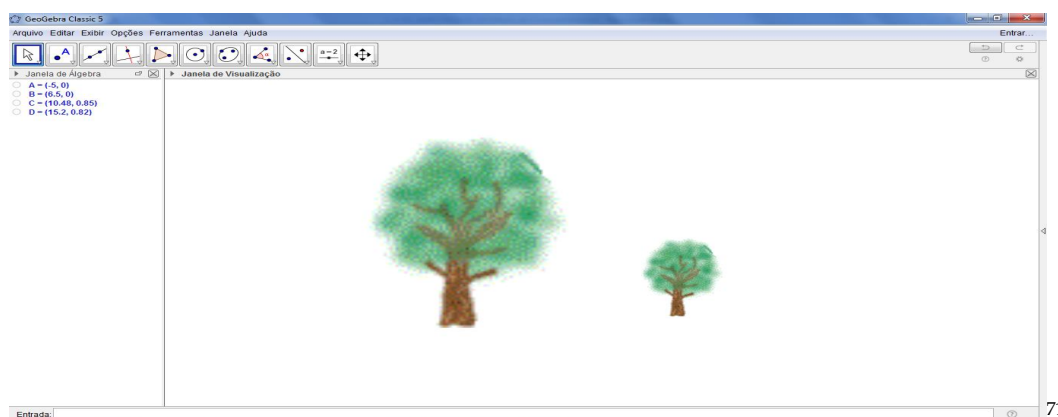 GeoGebra Classic 5
Arquivo Editar Exibir Opções Ferramentas Janela Ajuda
Entrar...
A
a=2
Janela de Álgebra
Janela de Visualização
A = (-5, 0)
B = (6.5, 0)
C = (10.48, 0.85)
D = (15.2, 0.82)
Entrada: